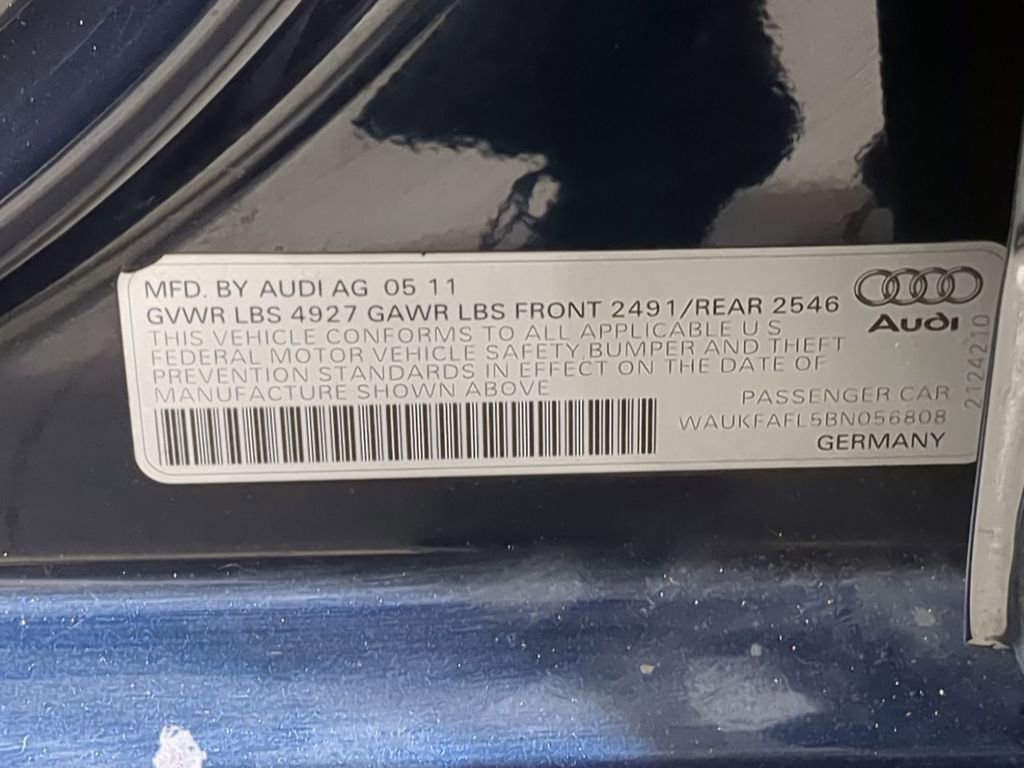 MFD. BY AUDI AG 05 11
GVWR LBS 4927 GAWR LBS FRONT 2491/REAR 2546
THIS VEHICLE CONFORMS TO ALL APPLICABLE U S
FEDERAL MOTOR VEHICLE SAFETY, BUMPER AND THEFT
PREVENTION STANDARDS IN EFFECT ON THE DATE OF
MANUFACTURE SHOWN ABOVE
Audi
PASSENGER CAR
WAUKFAFL5BN056808
GERMANY
2124210